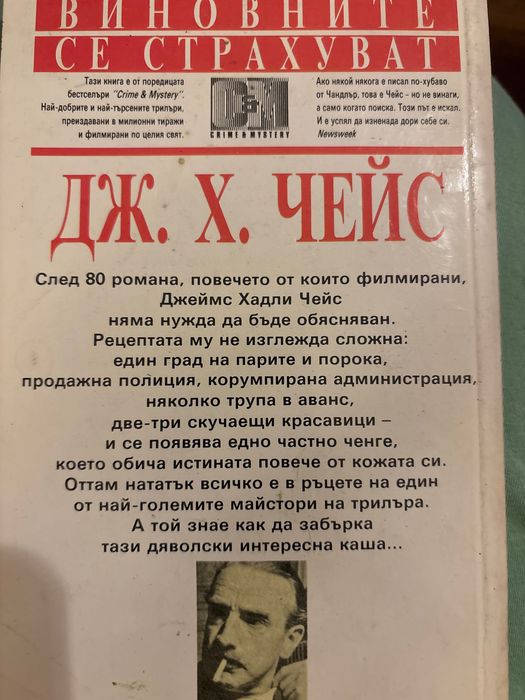 ВИНОВНИТЕ
СЕ СТРАХУВАТ
Тази книга е от поредицата
бестселъри "Crime & Mystery".
Най-добрите и най-търсените трилъри,
преиздавани в милионни тиражи
и филмирани по целия свят.
C&M
CRIME & MYSTERY
Ако някой някога е писал по-хубаво
от Чандлър, това е Чейс - но не винаги,
а само когато поиска. Този път е искал.
И е успял да изненада дори себе си.
Newsweek
ДЖ. Х. ЧЕЙС
След 80 романа, повечето от които филмирани,
Джеймс Хадли Чейс
няма нужда да бъде обясняван.
Рецептата му не изглежда сложна:
един град на парите и порока,
продажна полиция, корумпирана администрация,
няколко трупа в аванс,
две-три скучаещи красавици –
и се появява едно частно ченге,
което обича истината повече от кожата си.
Оттам нататък всичко е в ръцете на един
от най-големите майстори на трилъра.
А той знае как да забърка
тази дяволски интересна каша...